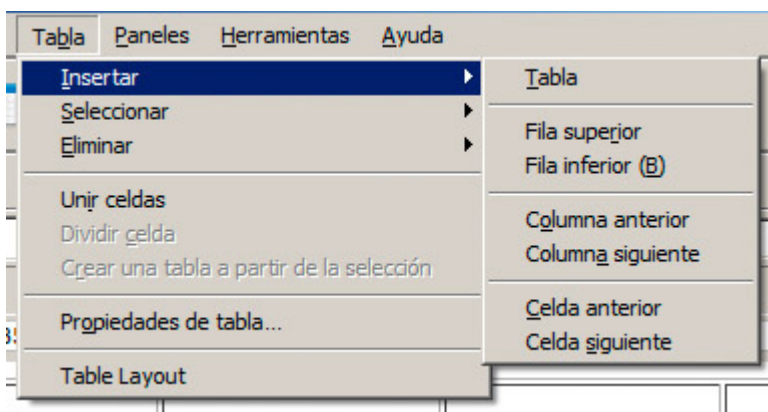 Tabla Paneles Herramientas Ayuda
Insertar
Seleccionar
Eliminar
Unir celdas
Dividir celda
Crear una tabla a partir de la selección
Propiedades de tabla...
Table Layout
Tabla
Fila superior
Fila inferior (B)
Columna anterior
Columna siguiente
Celda anterior
Celda siguiente